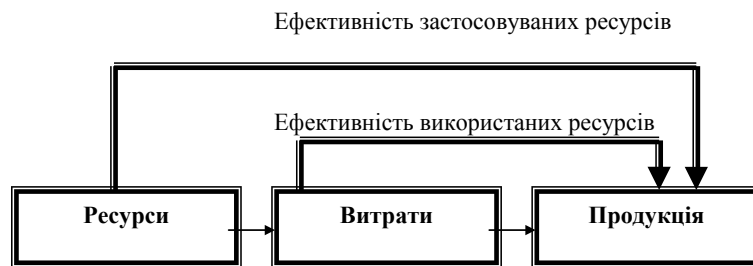 Ефективність застосовуваних ресурсів
Ефективність використаних ресурсів
Ресурси
Витрати
Продукція